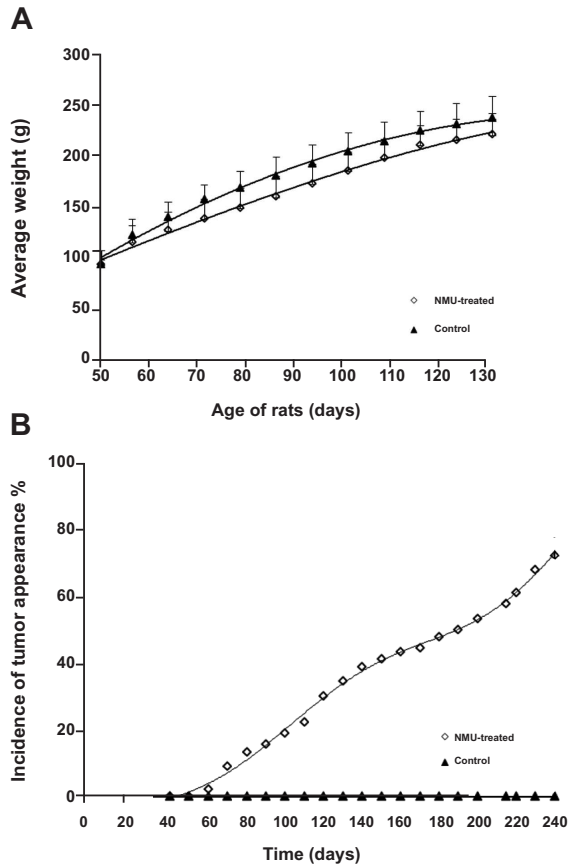 A
Average weight (g)
300
250
200
150
100
50
0
50 60 70 80 90 100 110 120 130
Age of rats (days)
NMU-treated
Control
B
Incidence of tumor appearance %
100
80
60
40
20
0
0 20 40 60 80 100 120 140 160 180 200 220 240
Time (days)
NMU-treated
Control